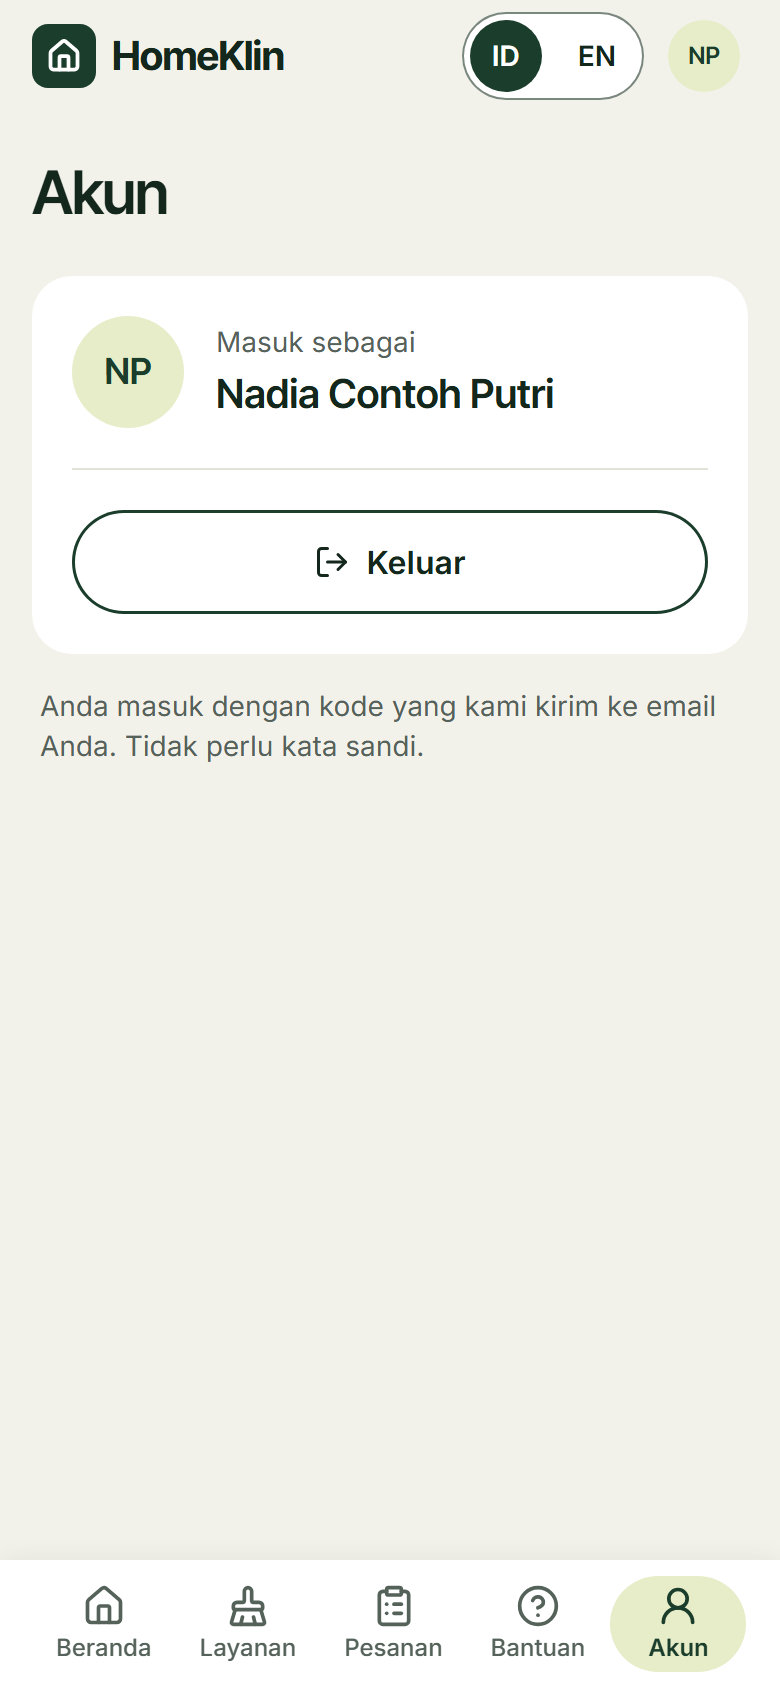 HomeKlin
ID
EN
NP
Akun
NP
Masuk sebagai
Nadia Contoh Putri
Keluar
Anda masuk dengan kode yang kami kirim ke email
Anda. Tidak perlu kata sandi.
Beranda
Layanan
Pesanan
Bantuan
Akun